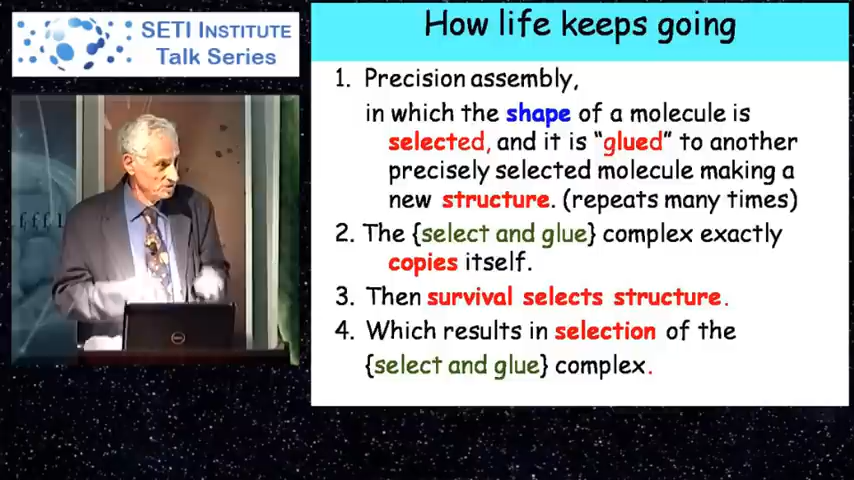 SETI INSTITUTE
Talk Series
How life keeps going
1. Precision assembly,
in which the shape of a molecule is
selected, and it is “glued” to another
precisely selected molecule making a
new structure. (repeats many times)
2. The {select and glue} complex exactly
copies itself.
3. Then survival selects structure.
4. Which results in selection of the
{select and glue} complex.